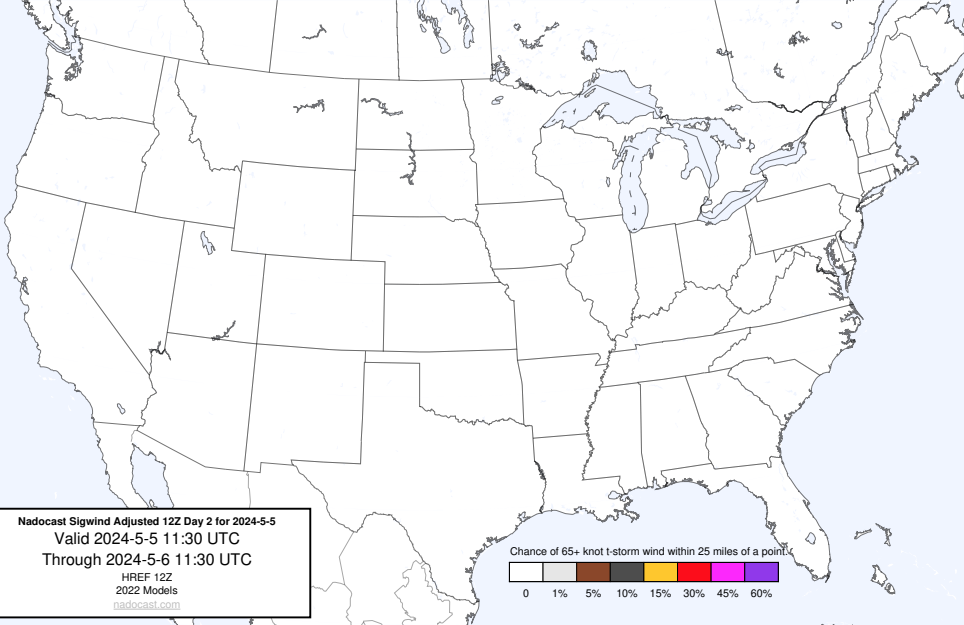 Nadocast Sigwind Adjusted 12Z Day 2 for 2024-5-5
Valid 2024-5-5 11:30 UTC
Through 2024-5-6 11:30 UTC
HREF 12Z
2022 Models
nadocast.com
Chance of 65+ knot t-storm wind within 25 miles of a point.
0 1% 5% 10% 15% 30% 45% 60%